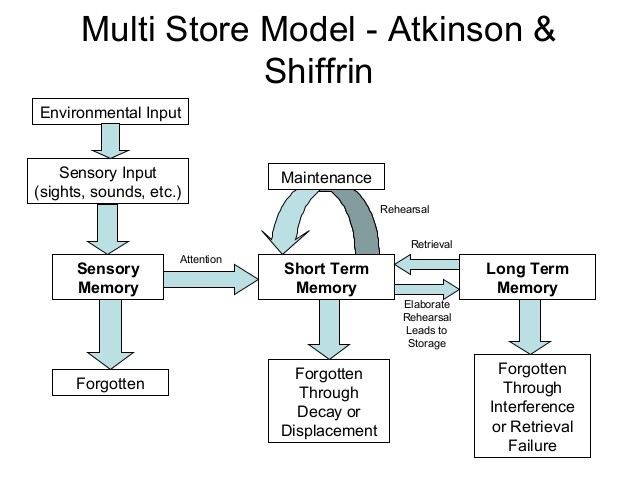 Multi Store Model - Atkinson &
Shiffrin
Environmental Input
Sensory Input
(sights, sounds, etc.)
Maintenance
Rehearsal
Sensory
Memory
Attention
Short Term
Memory
Retrieval
Elaborate
Rehearsal
Leads to
Storage
Long Term
Memory
Forgotten
Forgotten
Through
Decay or
Displacement
Forgotten
Through
Interference
or Retrieval
Failure